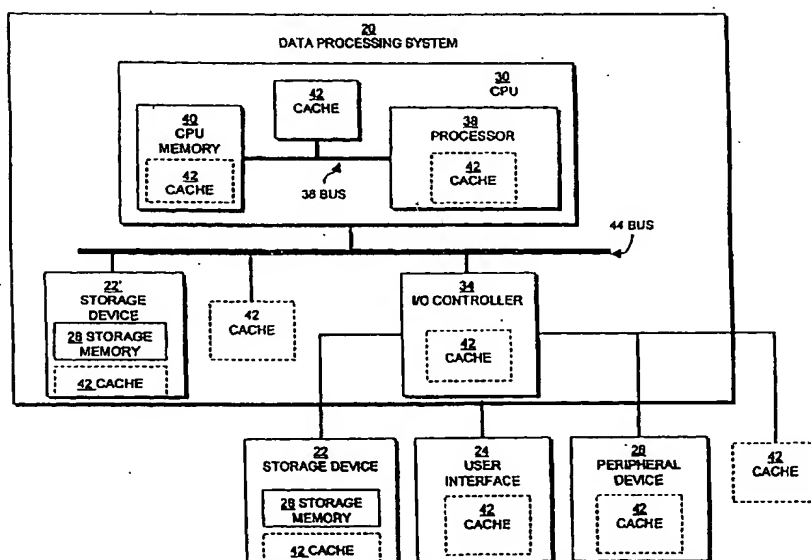 20
DATA PROCESSING SYSTEM
30
CPU
42
CACHE
40
CPU
MEMORY
42
CACHE
38
PROCESSOR
42
CACHE
38 BUS
44 BUS
22'
STORAGE
DEVICE
28 STORAGE
MEMORY
42 CACHE
42
CACHE
34
I/O CONTROLLER
42
CACHE
22
STORAGE DEVICE
28 STORAGE
MEMORY
42 CACHE
24
USER
INTERFACE
42
CACHE
28
PERIPHERAL
DEVICE
42
CACHE
42
CACHE